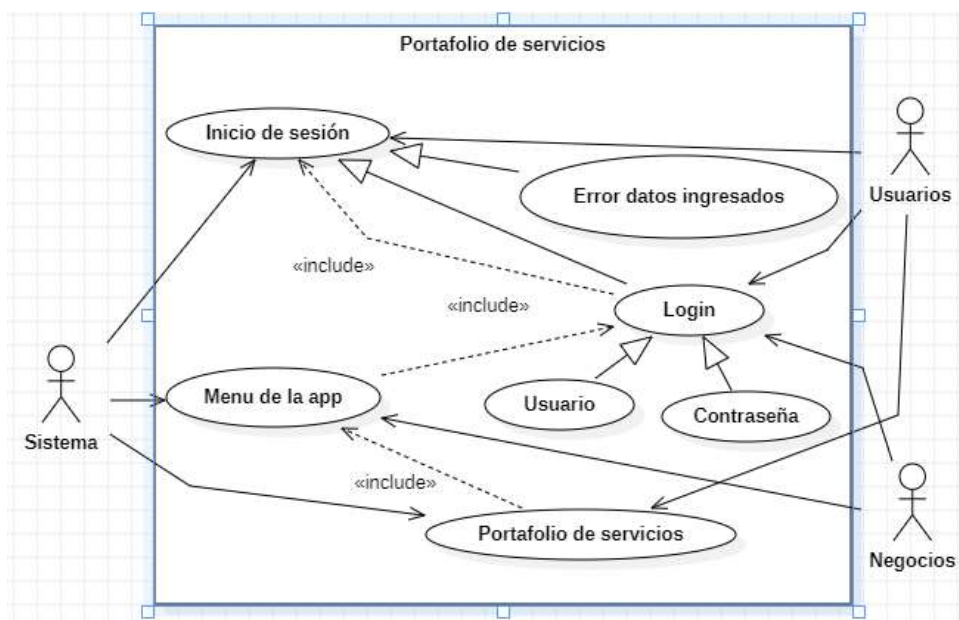 Portafolio de servicios
Inicio de sesión
Error datos ingresados
Usuarios
«include»
«include»
Login
Menu de la app
Usuario
Contraseña
Sistema
«include»
Portafolio de servicios
Negocios